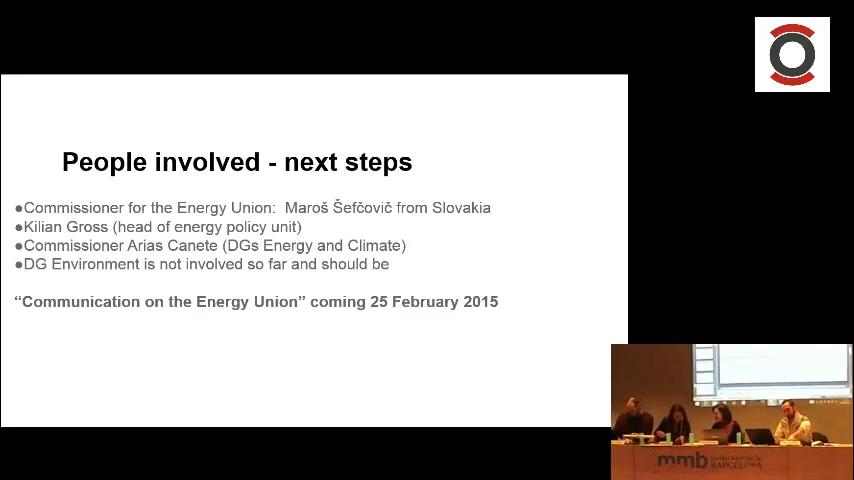 People involved - next steps
●Commissioner for the Energy Union:  Maroš Šefčovič from Slovakia
●Kilian Gross (head of energy policy unit)
●Commissioner Arias Canete (DGs Energy and Climate)
●DG Environment is not involved so far and should be
“Communication on the Energy Union” coming 25 February 2015
mmb
BARCELONA